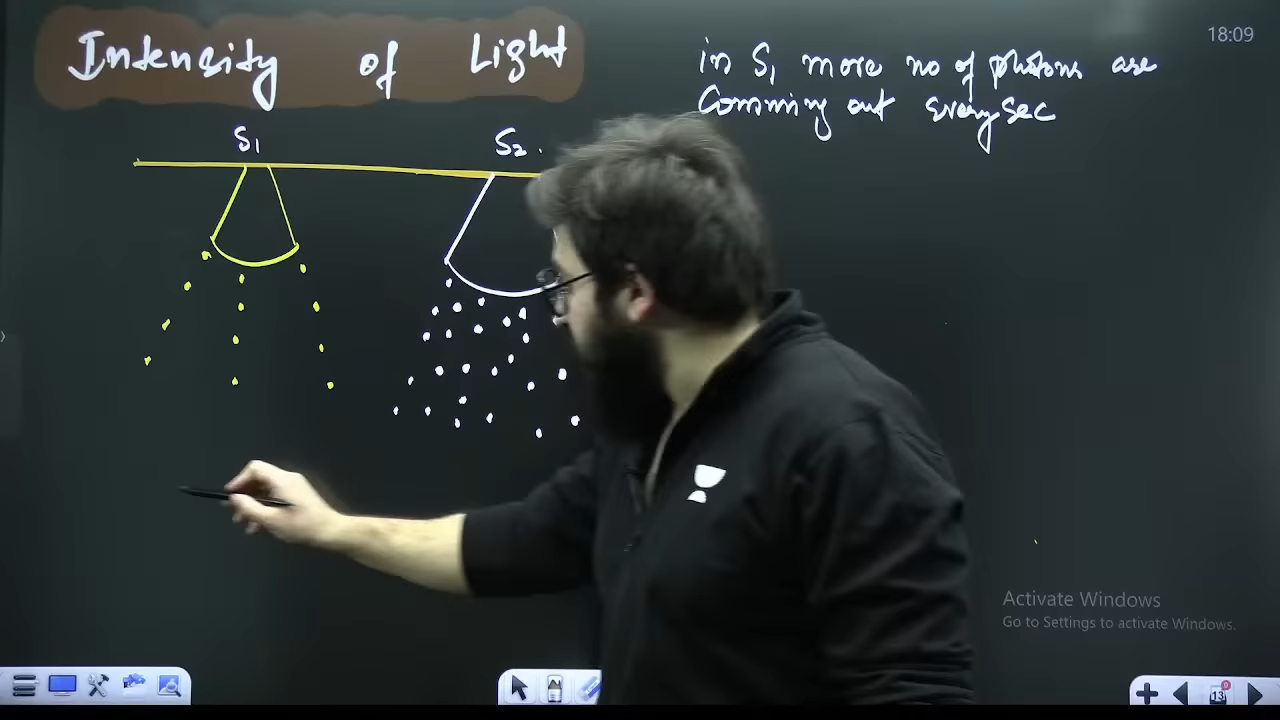 18:09
Intensity of Light
in S1 more no of photons are
Comming out every sec
S1
S2
Activate Windows
Go to Settings to activate Windows.
13